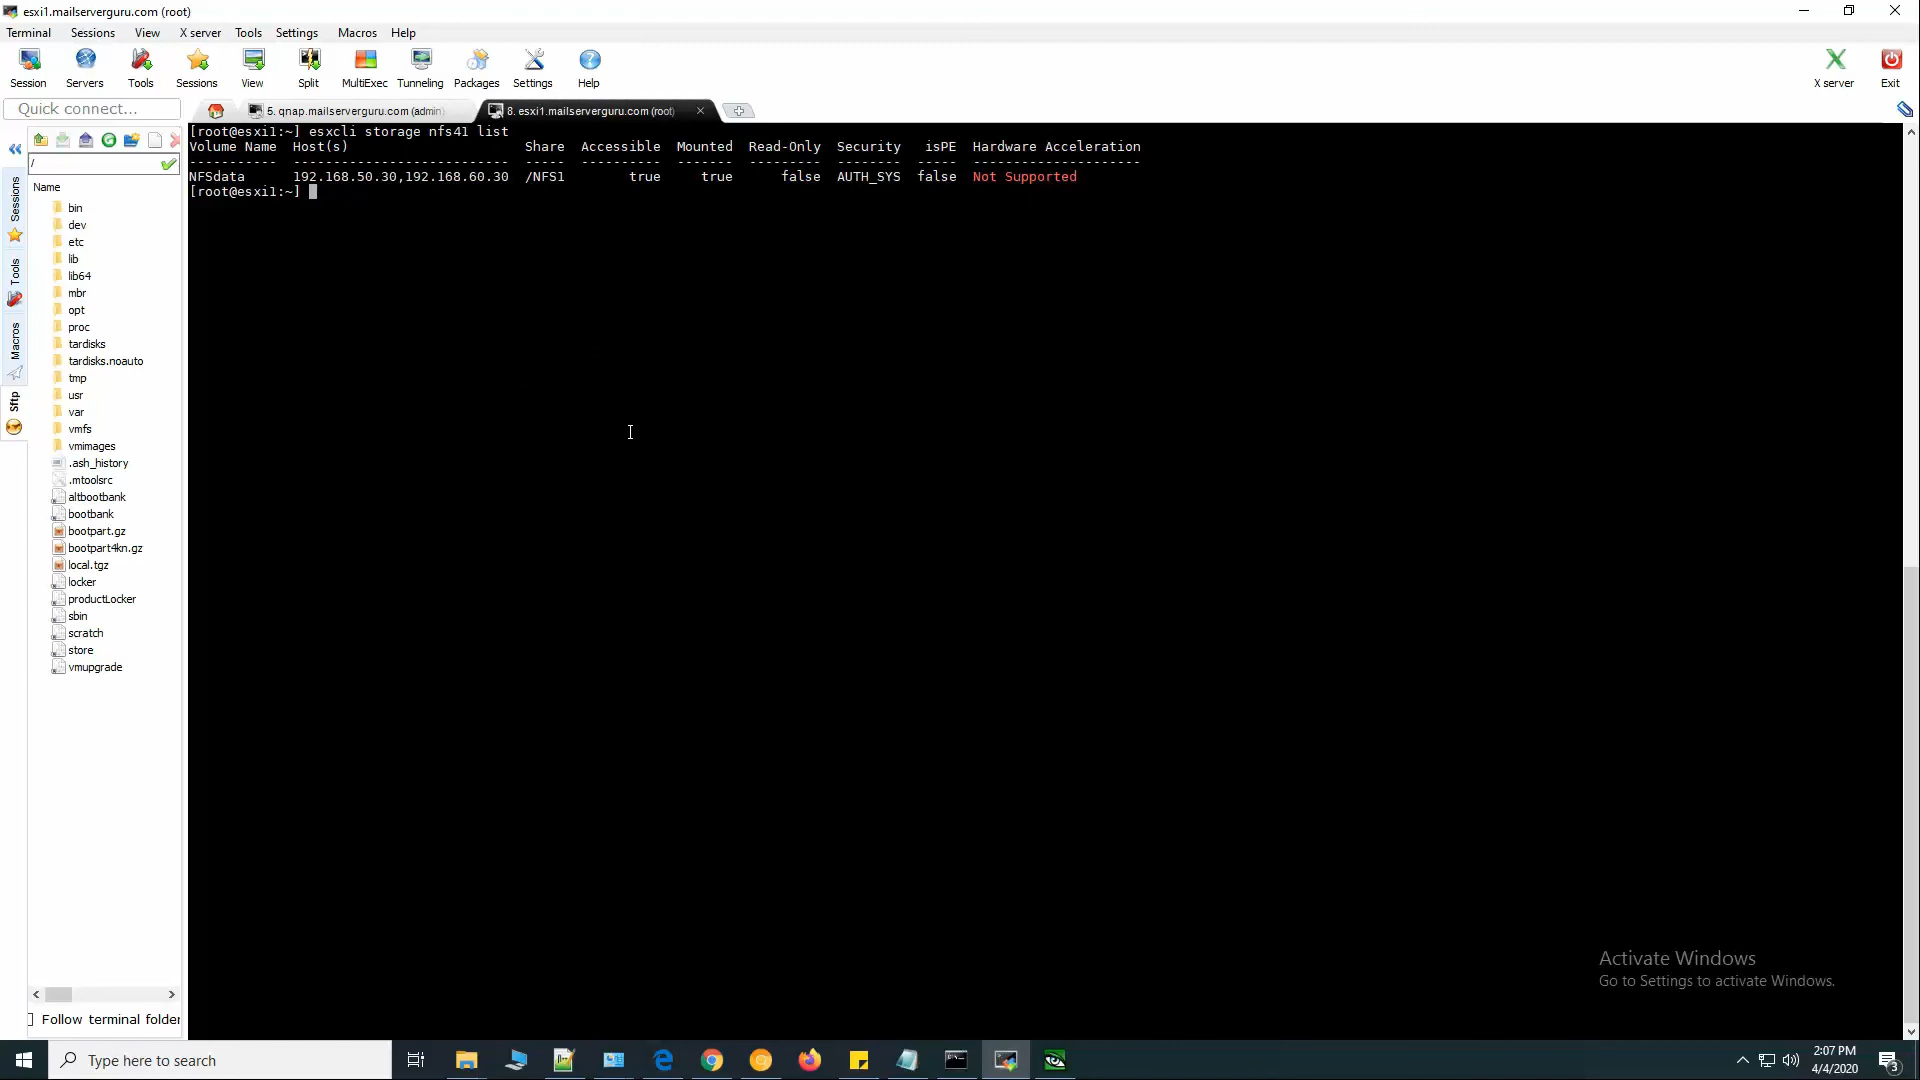 esxi1.mailserverguru.com (root)
Terminal Sessions View X server Tools Settings Macros Help
Session Servers Tools Sessions View Split MultiExec Tunneling Packages Settings Help X server Exit
Quick connect...
5. qnap.mailserverguru.com (admin)
8. esxi1.mailserverguru.com (root)
/
Name
bin
dev
etc
lib
lib64
mbr
opt
proc
tardisks
tardisks.noauto
tmp
usr
var
vmfs
vmimages
.ash_history
.mtoolsrc
altbootbank
bootbank
bootpart.gz
bootpart4kn.gz
local.tgz
locker
productLocker
sbin
scratch
store
vmupgrade
Follow terminal folder
Sessions
Tools
Macros
Sftp
[root@esxi1:~] esxcli storage nfs41 list
Volume Name Host(s) Share Accessible Mounted Read-Only Security isPE Hardware Acceleration
----------- --------------------------- ----- ---------- ------- --------- -------- ----- ---------------------
NFSdata 192.168.50.30,192.168.60.30 /NFS1 true true false AUTH_SYS false Not Supported
[root@esxi1:~]
Activate Windows
Go to Settings to activate Windows.
Type here to search
2:07 PM
4/4/2020
3